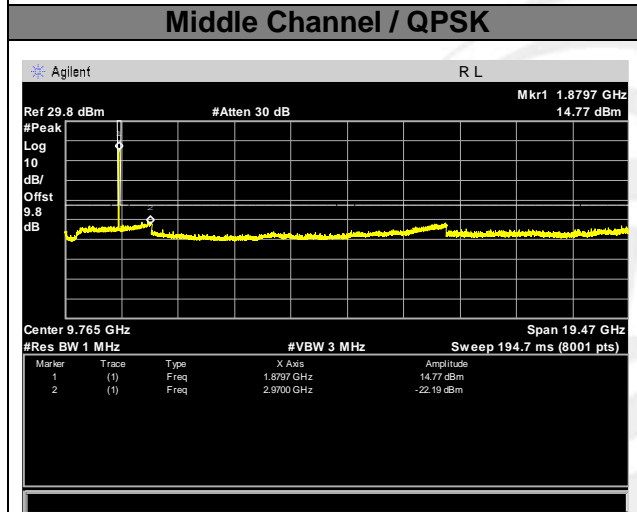 Middle Channel / QPSK
Agilent R L
Mkr1 1.8797 GHz
Ref 29.8 dBm #Atten 30 dB 14.77 dBm
#Peak
Log
10
dB/
Offst
9.8
dB
1
2
Center 9.765 GHz Span 19.47 GHz
#Res BW 1 MHz #VBW 3 MHz Sweep 194.7 ms (8001 pts)
Marker Trace Type X Axis Amplitude
1 (1) Freq 1.8797 GHz 14.77 dBm
2 (1) Freq 2.9700 GHz -22.19 dBm